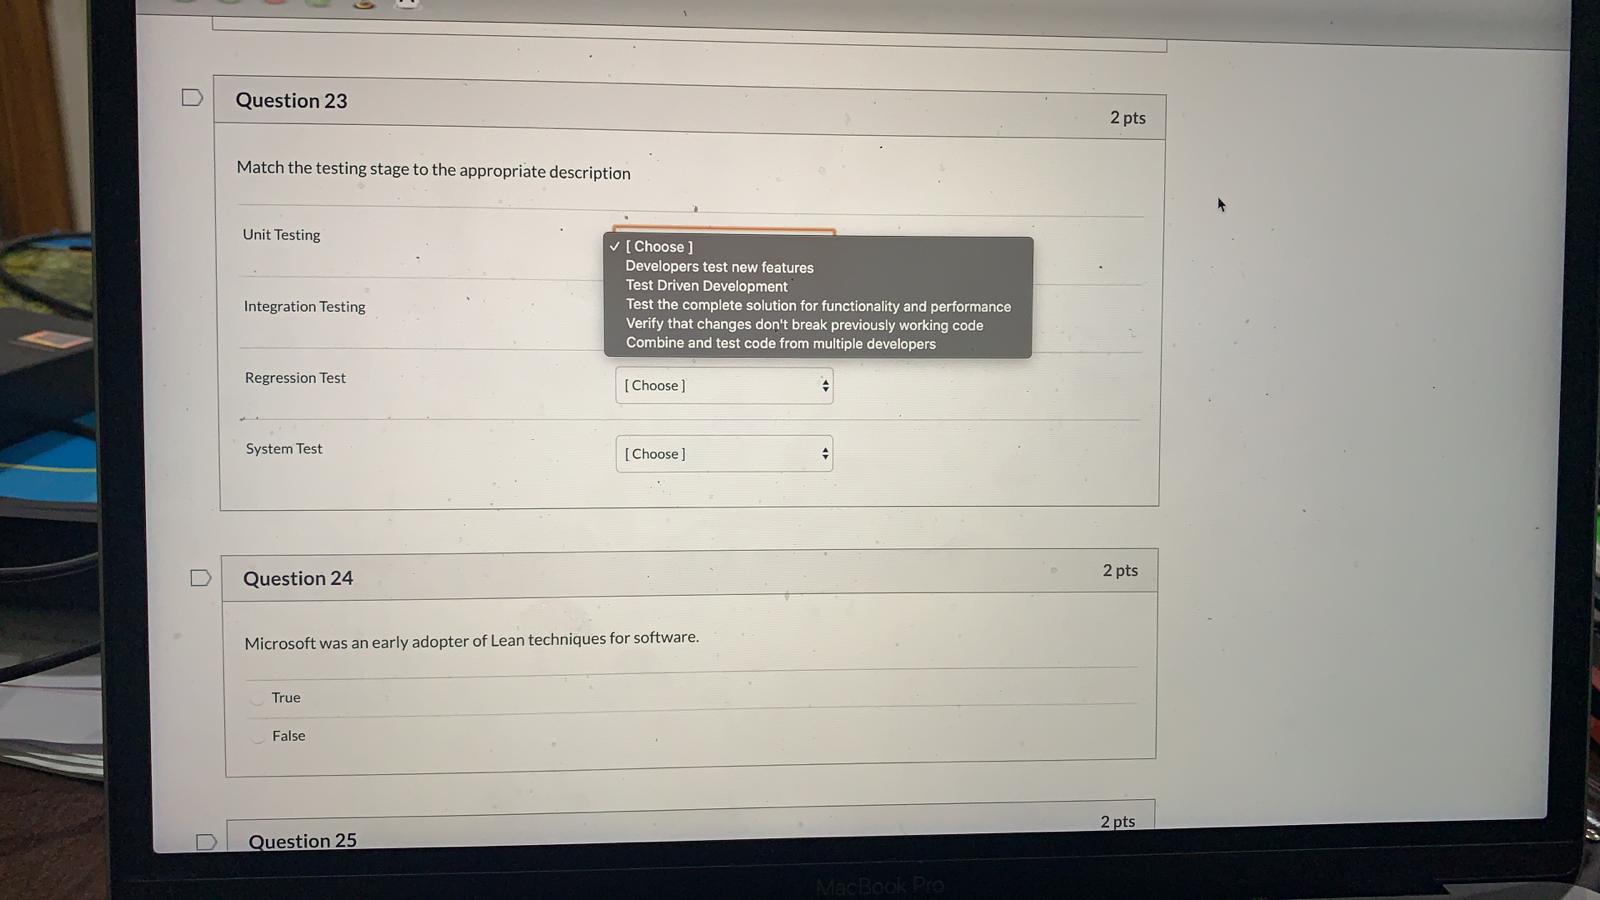 Question 23
2 pts
Match the testing stage to the appropriate description
Unit Testing
✓ [ Choose ]
Developers test new features
Test Driven Development
Test the complete solution for functionality and performance
Verify that changes don't break previously working code
Combine and test code from multiple developers
Integration Testing
Regression Test
[ Choose ]
System Test
[ Choose ]
Question 24
2 pts
Microsoft was an early adopter of Lean techniques for software.
True
False
Question 25
2 pts
MacBook Pro